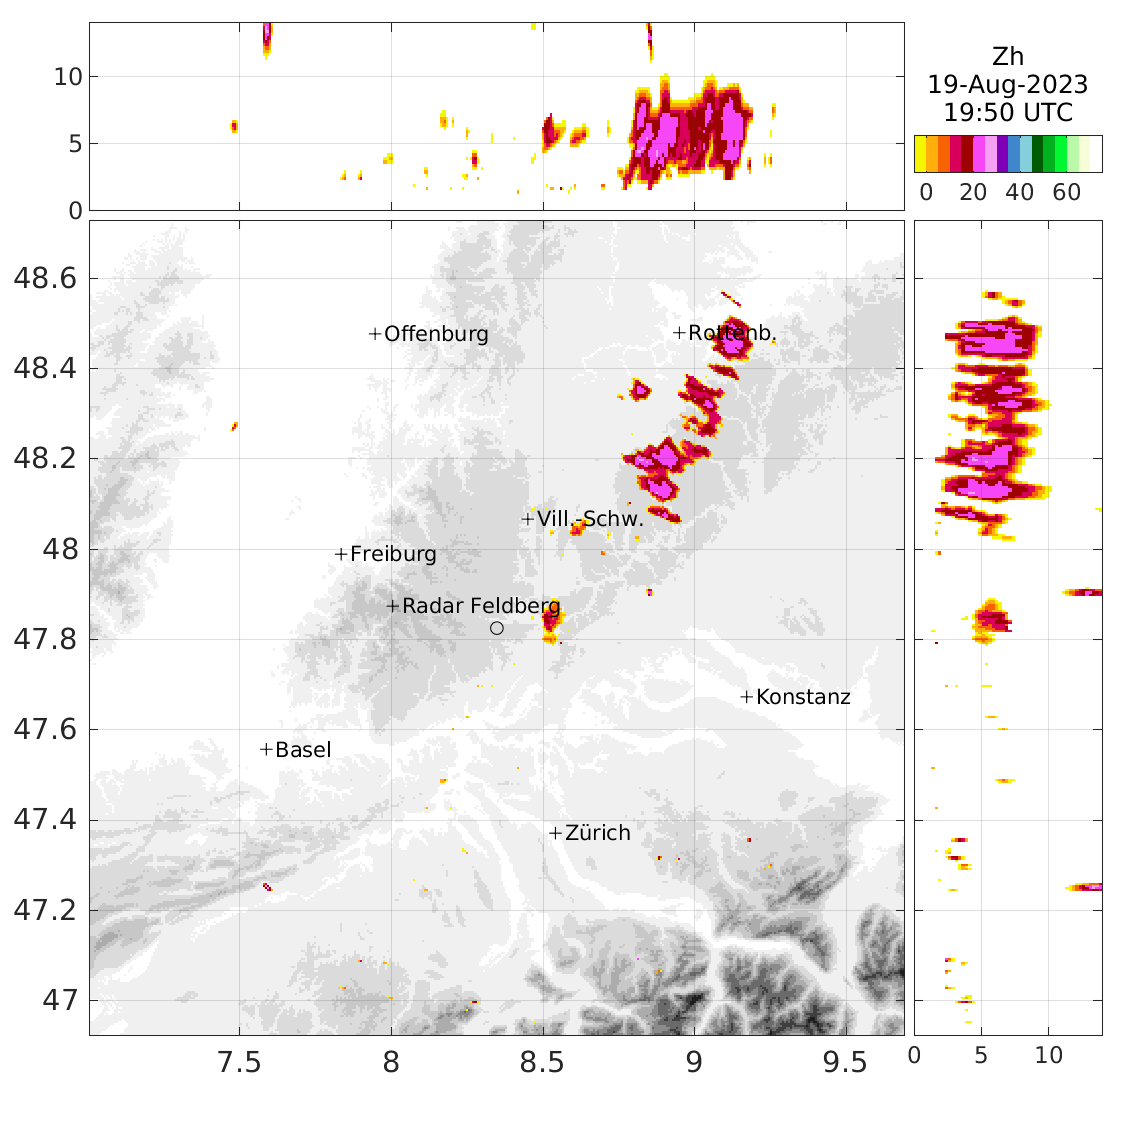 Zh
19-Aug-2023
19:50 UTC
0 20 40 60
10
5
0
48.6
48.4
48.2
48
47.8
47.6
47.4
47.2
47
+Offenburg
+Rottenb.
+Vill.-Schw.
+Freiburg
+Radar Feldberg
+Konstanz
+Basel
+Zürich
7.5 8 8.5 9 9.5
0 5 10